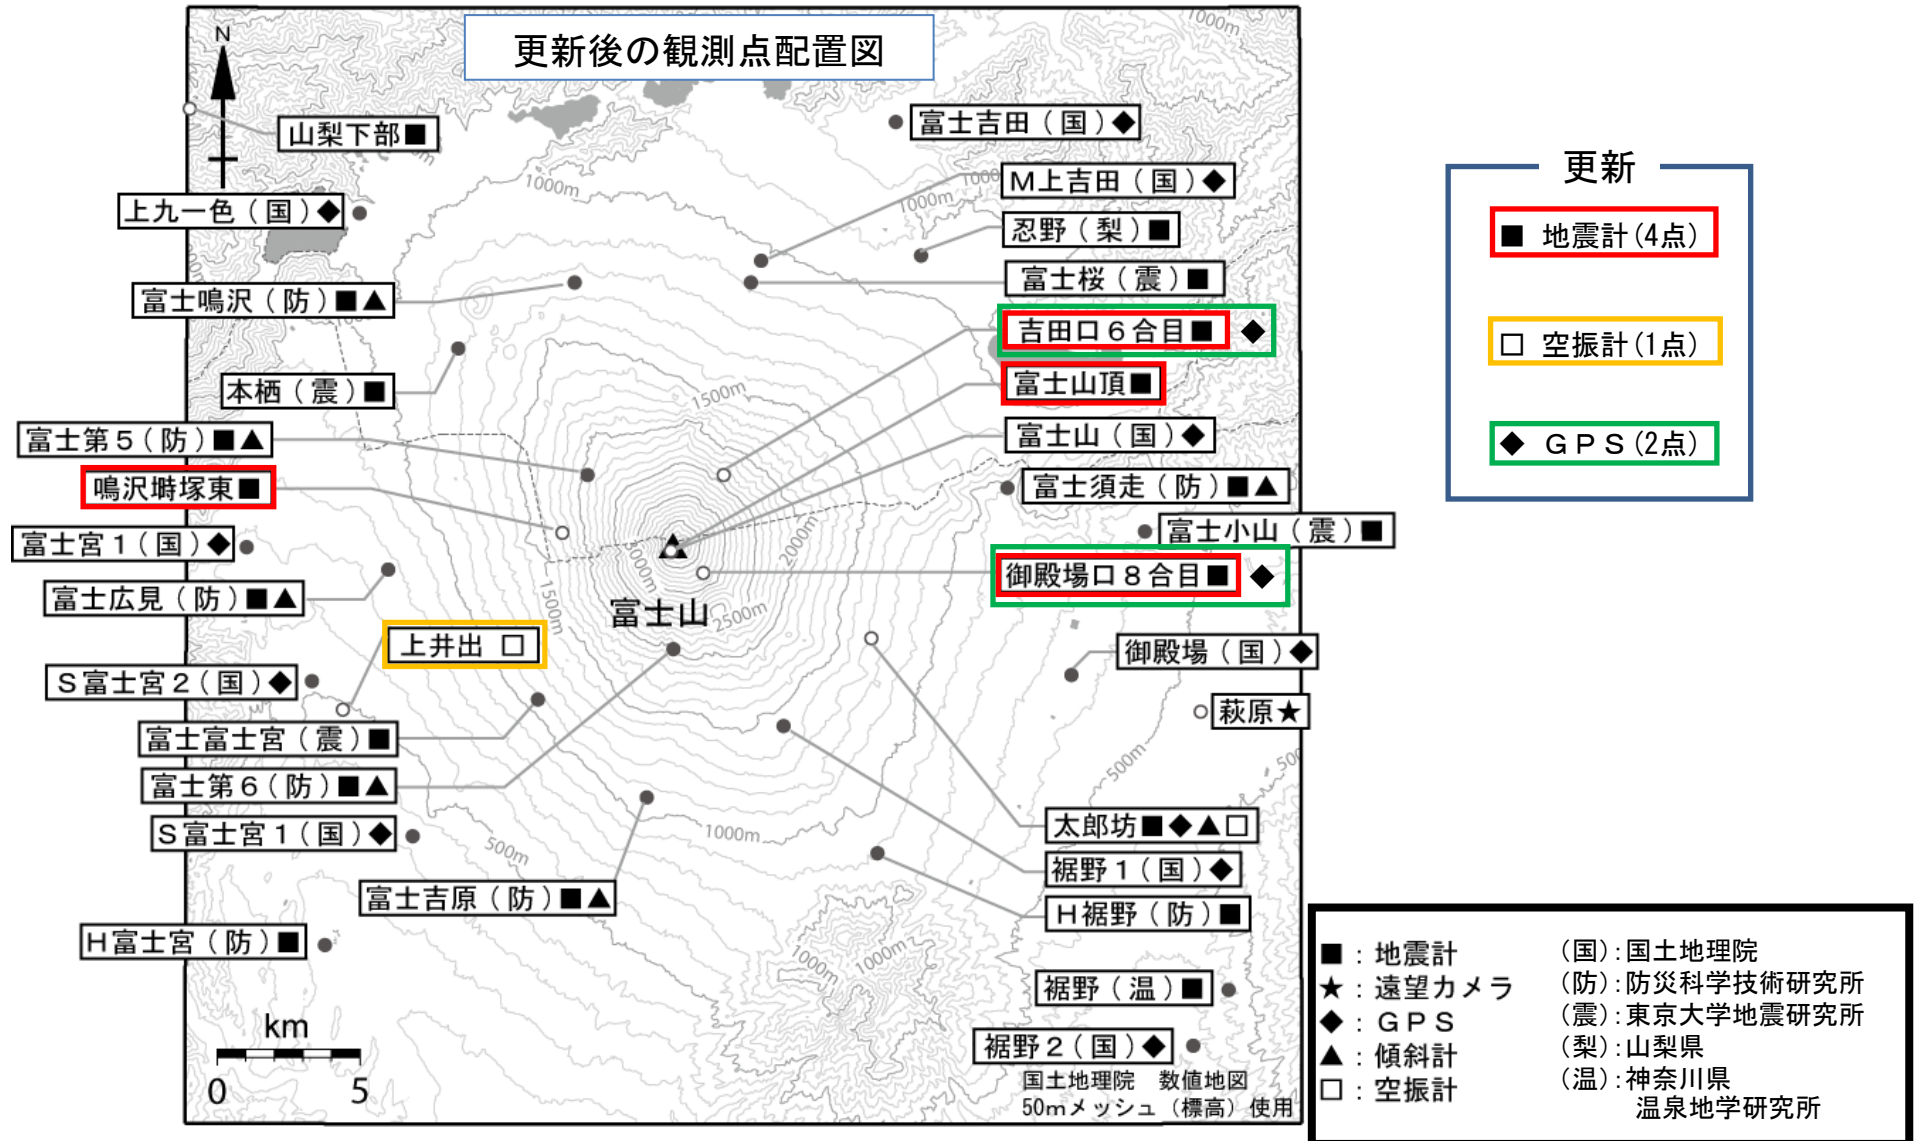 更新後の観測点配置図
N
山梨下部■
富士吉田（国）◆
M上吉田（国）◆
上九一色（国）◆
忍野（梨）■
富士桜（震）■
富士鳴沢（防）■▲
吉田口６合目■ ◆
富士山頂■
本栖（震）■
富士山（国）◆
富士第５（防）■▲
鳴沢塒塚東■
富士須走（防）■▲
富士小山（震）■
富士宮１（国）◆
御殿場口８合目■ ◆
富士広見（防）■▲
富士山
上井出 □
御殿場（国）◆
S富士宮２（国）◆
萩原★
富士富士宮（震）■
富士第６（防）■▲
S富士宮１（国）◆
太郎坊■◆▲□
裾野１（国）◆
富士吉原（防）■▲
H裾野（防）■
H富士宮（防）■
裾野（温）■
裾野２（国）◆
1000m
1000m
1000m
1000m
1500m
2000m
3000m
2500m
1500m
500m
500m
1000m
500m
1000m
1000m
km
0 5
国土地理院 数値地図
50mメッシュ（標高）使用
更新
■ 地震計(4点)
□ 空振計(1点)
◆ ＧＰＳ(2点)
■：地震計
★：遠望カメラ
◆：ＧＰＳ
▲：傾斜計
□：空振計
（国）：国土地理院
（防）：防災科学技術研究所
（震）：東京大学地震研究所
（梨）：山梨県
（温）：神奈川県
温泉地学研究所